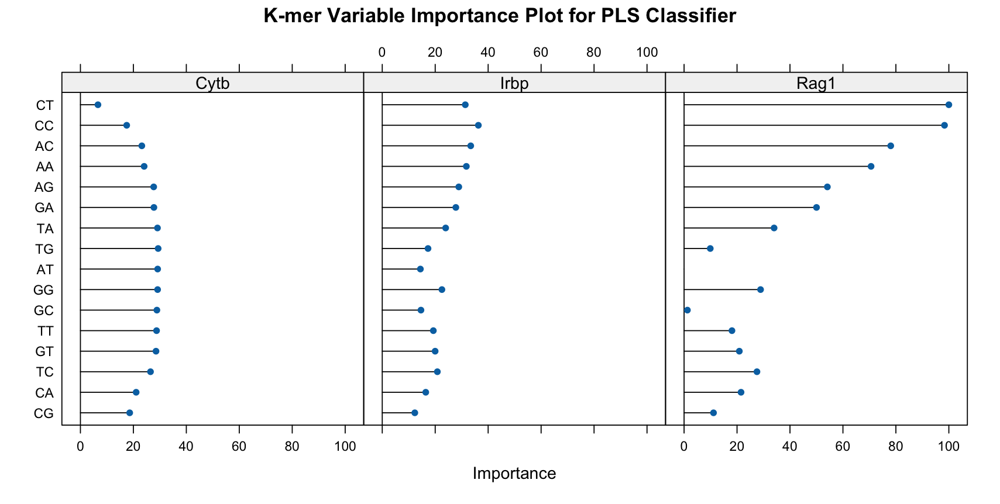 K-mer Variable Importance Plot for PLS Classifier
0 20 40 60 80 100
Cytb Irbp Rag1
CT
CC
AC
AA
AG
GA
TA
TG
AT
GG
GC
TT
GT
TC
CA
CG
0 20 40 60 80 100 0 20 40 60 80 100
Importance